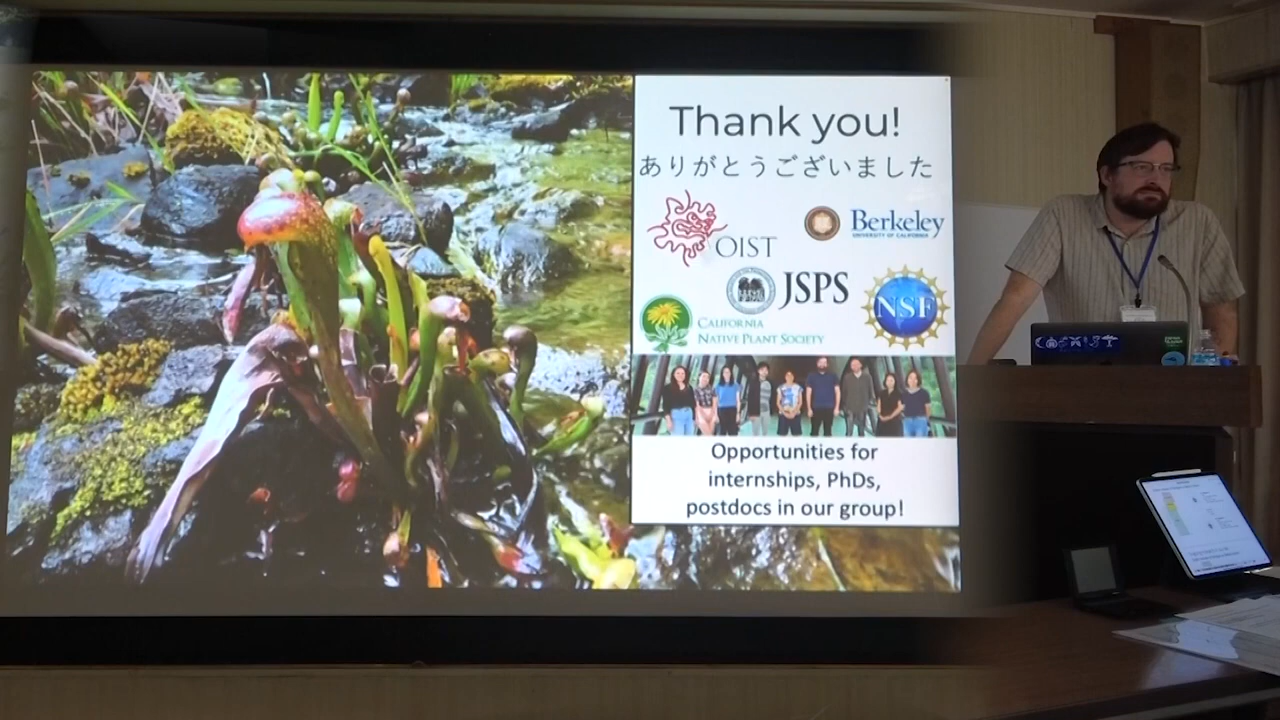 Thank you!
ありがとうございました
OIST
Berkeley
UNIVERSITY OF CALIFORNIA
JSPS
NSF
CALIFORNIA
NATIVE PLANT SOCIETY
Opportunities for
internships, PhDs,
postdocs in our group!